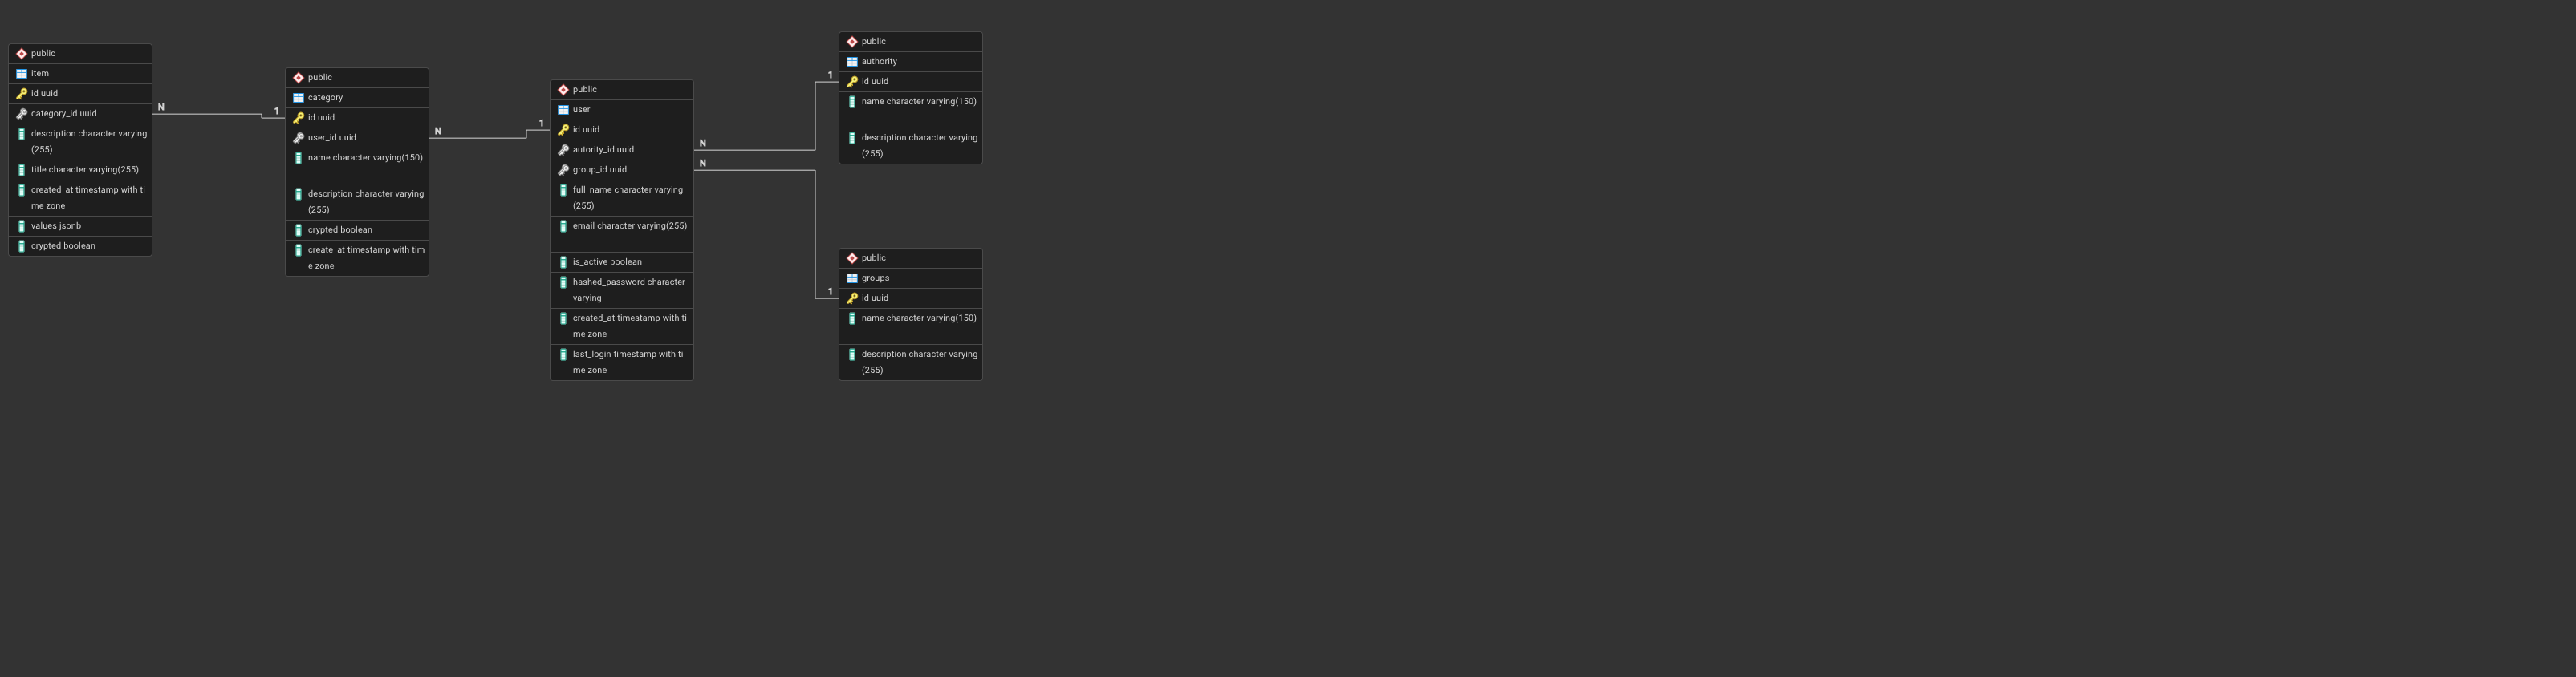 public
item
id uuid
category_id uuid
description character varying
(255)
title character varying(255)
created_at timestamp with ti
me zone
values jsonb
crypted boolean
N
1
public
category
id uuid
user_id uuid
name character varying(150)
description character varying
(255)
crypted boolean
create_at timestamp with tim
e zone
N
1
public
user
id uuid
autority_id uuid
group_id uuid
full_name character varying
(255)
email character varying(255)
is_active boolean
hashed_password character
varying
created_at timestamp with ti
me zone
last_login timestamp with ti
me zone
N
N
1
1
public
authority
id uuid
name character varying(150)
description character varying
(255)
public
groups
id uuid
name character varying(150)
description character varying
(255)